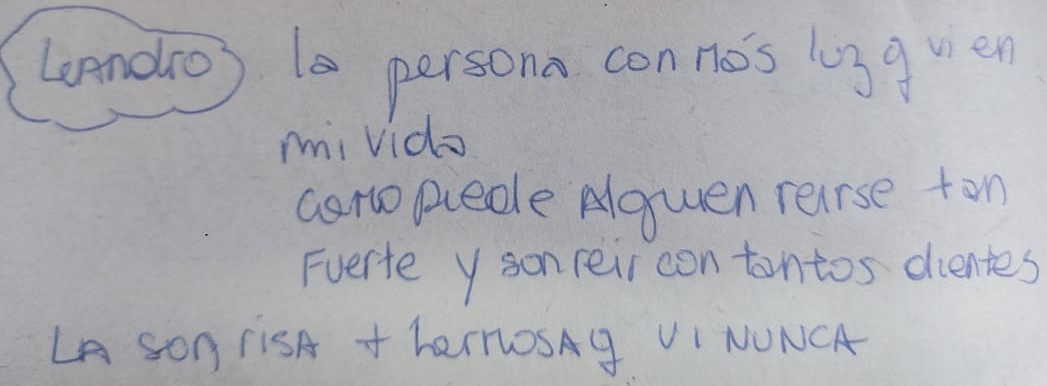 Leandro la persona con más luz q vi en
mi vida
como puede Alguien reirse tan
Fuerte y sonreir con tantos dientes
LA sonrisA + hermosA q VI NUNCA